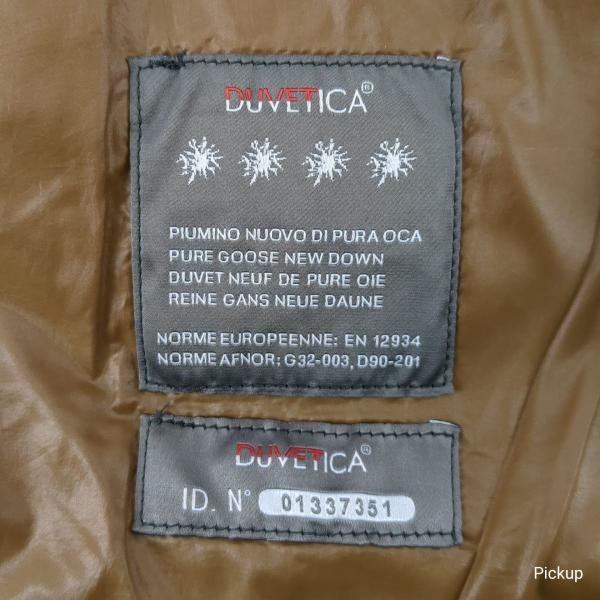 DUVETICA®
PIUMINO NUOVO DI PURA OCA
PURE GOOSE NEW DOWN
DUVET NEUF DE PURE OIE
REINE GANS NEUE DAUNE
NORME EUROPEENNE: EN 12934
NORME AFNOR: G32-003, D90-201
DUVETICA®
ID. N° 01337351
Pickup